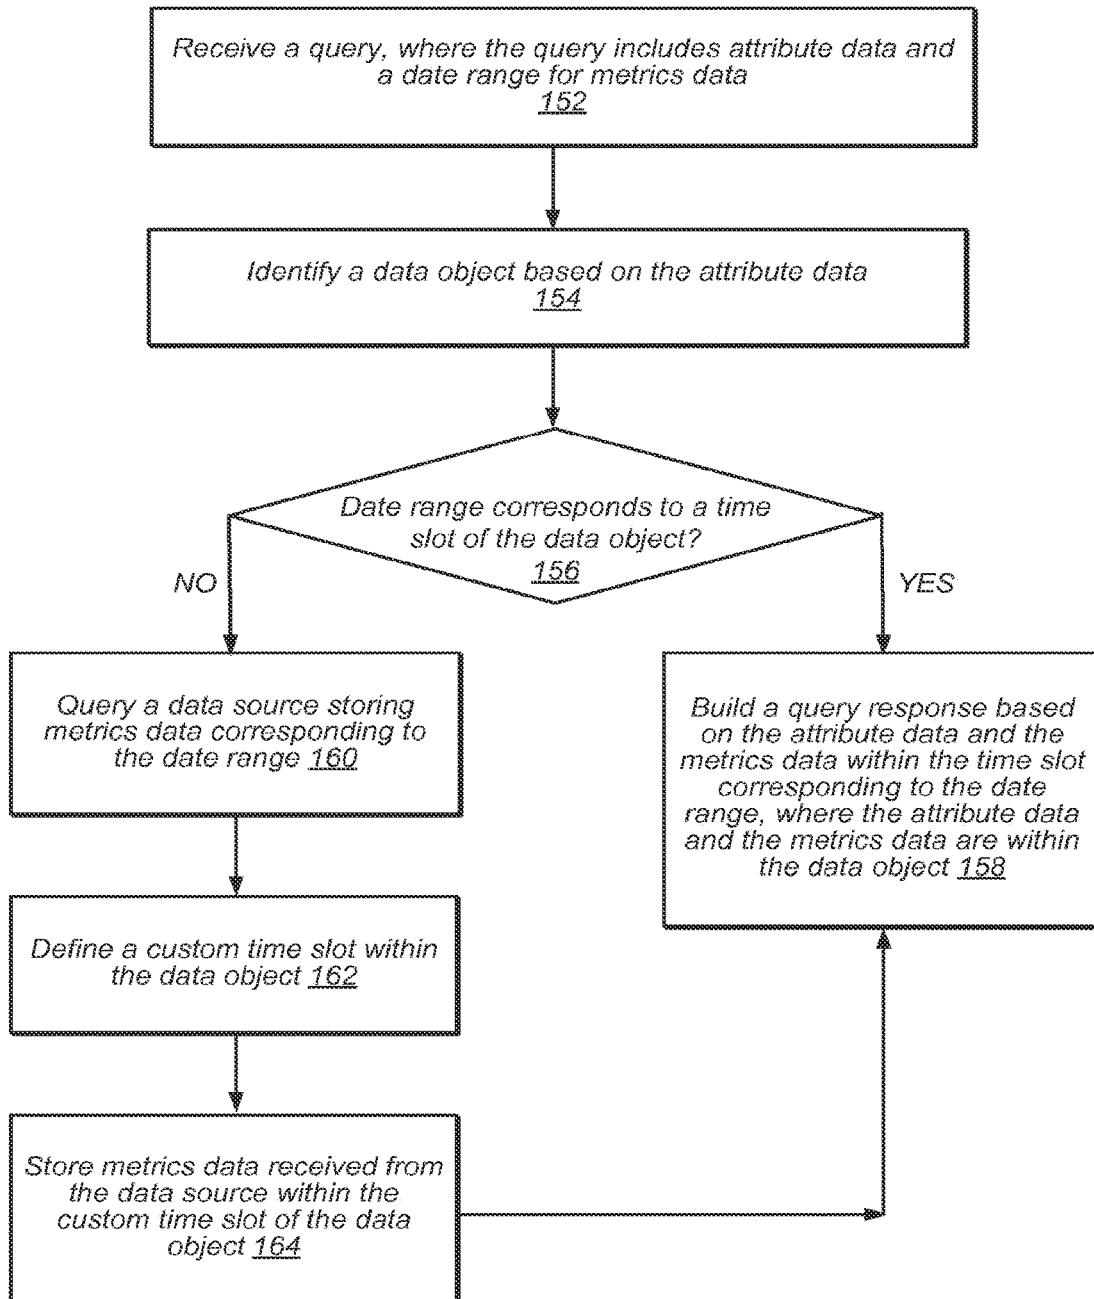 Receive a query, where the query includes attribute data and
a date range for metrics data
152
Identify a data object based on the attribute data
154
Date range corresponds to a time
slot of the data object?
156
NO
YES
Query a data source storing
metrics data corresponding to
the date range 160
Build a query response based
on the attribute data and the
metrics data within the time slot
corresponding to the date
range, where the attribute data
and the metrics data are within
the data object 158
Define a custom time slot within
the data object 162
Store metrics data received from
the data source within the
custom time slot of the data
object 164